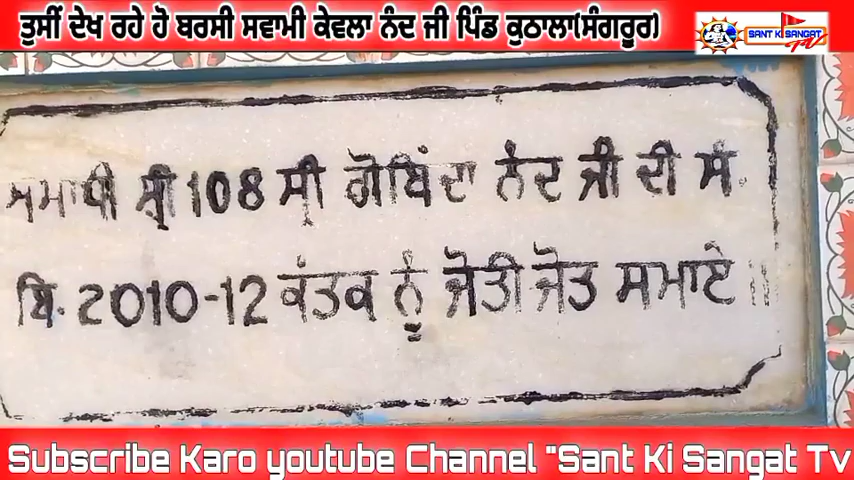 ਤੁਸੀਂ ਦੇਖ ਰਹੇ ਹੋ ਬਰਸੀ ਸਵਾਮੀ ਕੇਵਲਾ ਨੰਦ ਜੀ ਪਿੰਡ ਕੁਠਾਲਾ(ਸੰਗਰੂਰ)
SANT KI SANGAT
TV
ਸਮਾਧੀ ਸ਼੍ਰੀ 108 ਸੀ ਗੋਬਿੰਦਾ ਨੰਦ ਜੀ ਦੀ ਸੰ.
ਬਿ. 2010-12 ਕੱਤਕ ਨੂੰ ਜੋਤੀ ਜੋਤ ਸਮਾਏ ॥
Subscribe Karo youtube Channel "Sant Ki Sangat Tv